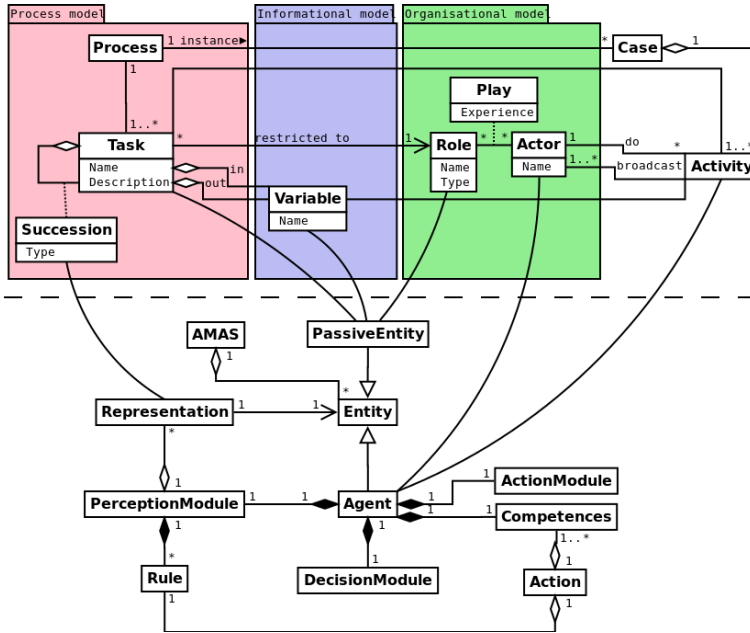 Process model
Informational model
Organisational model
Process
1 instance▶
*
Case
1
1
1..*
Play
Experience
Task
Name
Description
*
restricted to
1
Role
Name
Type
*
*
Actor
Name
1
do
*
1..*
broadcast
1..*
Activity
in
out
Variable
Name
Succession
Type
AMAS
1
*
PassiveEntity
Representation
1
1
Entity
*
1
PerceptionModule
1
1
Agent
1
1
ActionModule
1
1
Competences
1
*
1
1
DecisionModule
1..*
Rule
1
1
Action
1